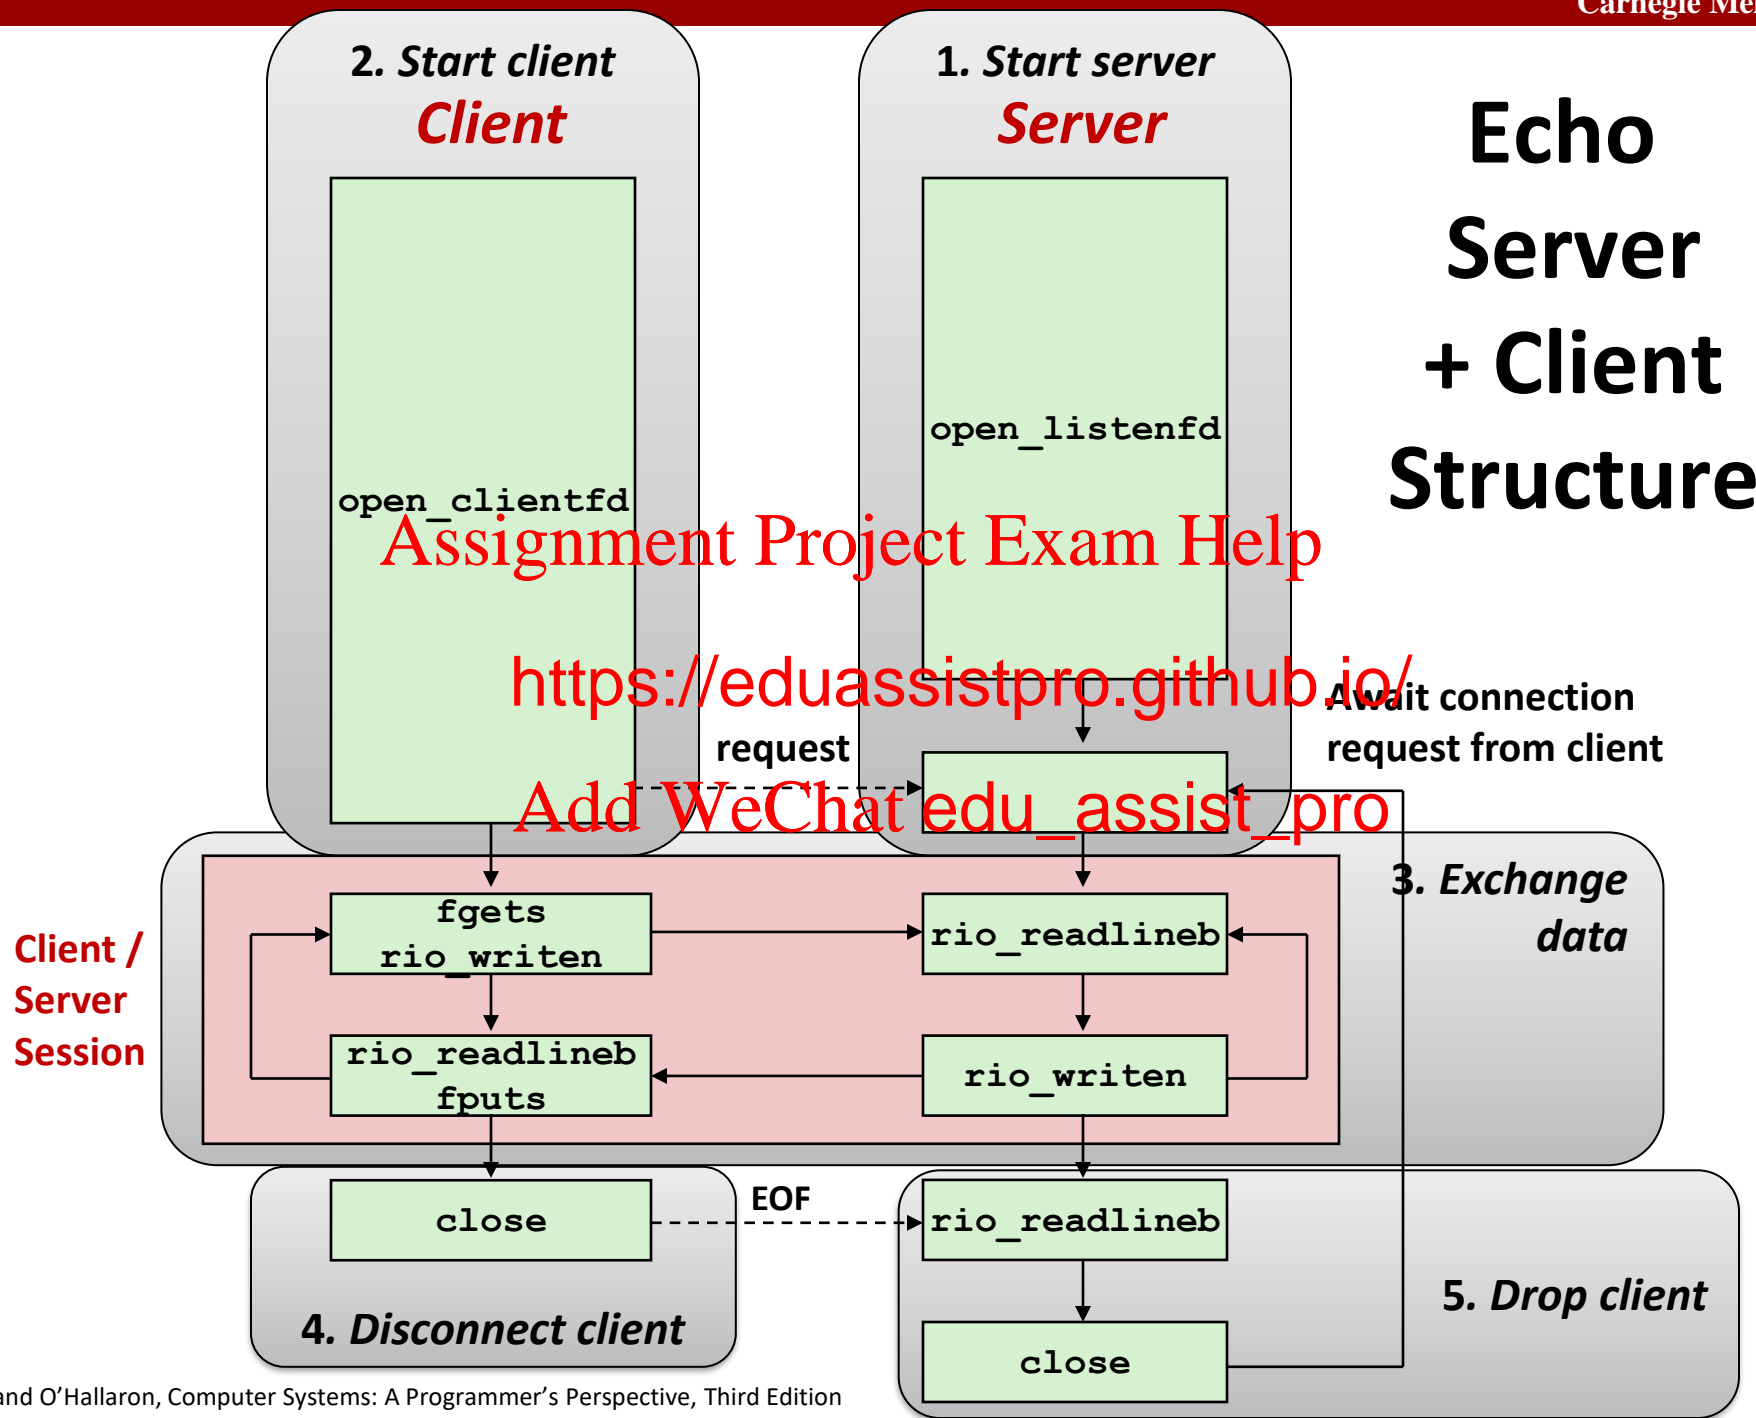 Carnegie Mel
2. Start client
Client
1. Start server
Server
Echo
Server
+ Client
Structure
open_listenfd
open_clientfd
Assignment Project Exam Help
https://eduassistpro.github.io/
Await connection
request from client
request
Add WeChat edu_assist_pro
3. Exchange
data
Client /
Server
Session
fgets
rio_writen
rio_readlineb
rio_readlineb
fputs
rio_writen
close
EOF
rio_readlineb
4. Disconnect client
5. Drop client
close
and O'Hallaron, Computer Systems: A Programmer's Perspective, Third Edition